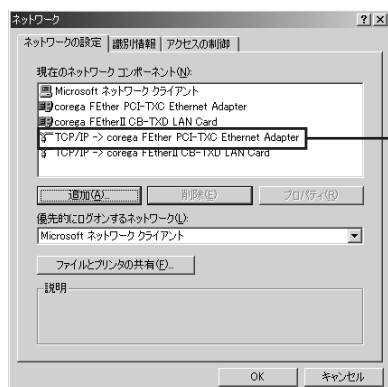 ネットワーク
ネットワークの設定 識別情報 アクセスの制御
現在のネットワーク コンポーネント(N):
Microsoft ネットワーク クライアント
corega FEther PCI-TXC Ethernet Adapter
corega FEtherII CB-TXD LAN Card
TCP/IP -> corega FEther PCI-TXC Ethernet Adapter
TCP/IP -> corega FEtherII CB-TXD LAN Card
追加(A)... 削除(E) プロパティ(R)
優先的にログオンするネットワーク(L):
Microsoft ネットワーク クライアント
ファイルとプリンタの共有(F)...
説明
OK キャンセル